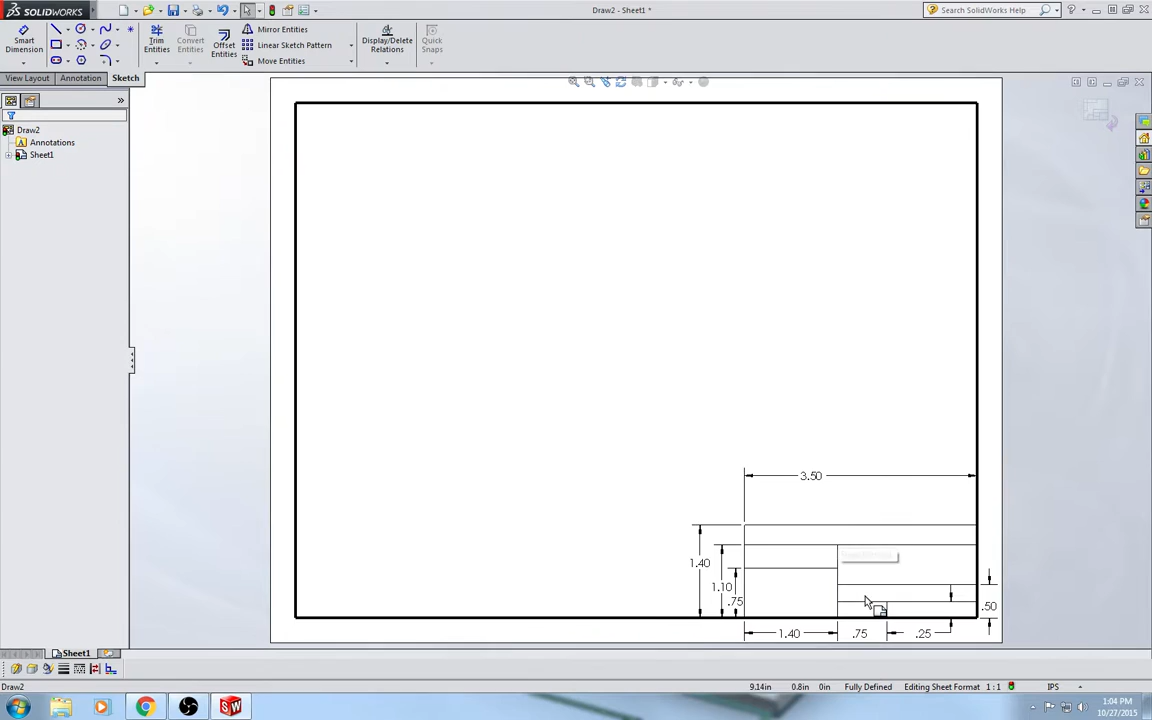 SOLIDWORKS
Draw2 - Sheet1 *
Search SolidWorks Help
Smart Dimension
Trim Entities
Convert Entities
Offset Entities
Mirror Entities
Linear Sketch Pattern
Move Entities
Display/Delete Relations
Quick Snaps
View Layout
Annotation
Sketch
Draw2
Annotations
Sheet1
3.50
1.40
1.10
.75
.50
1.40
.75
.25
Sheet1
Draw2
9.14in
0.8in
0in
Fully Defined
Editing Sheet Format
1 : 1
IPS
1:04 PM
10/27/2015